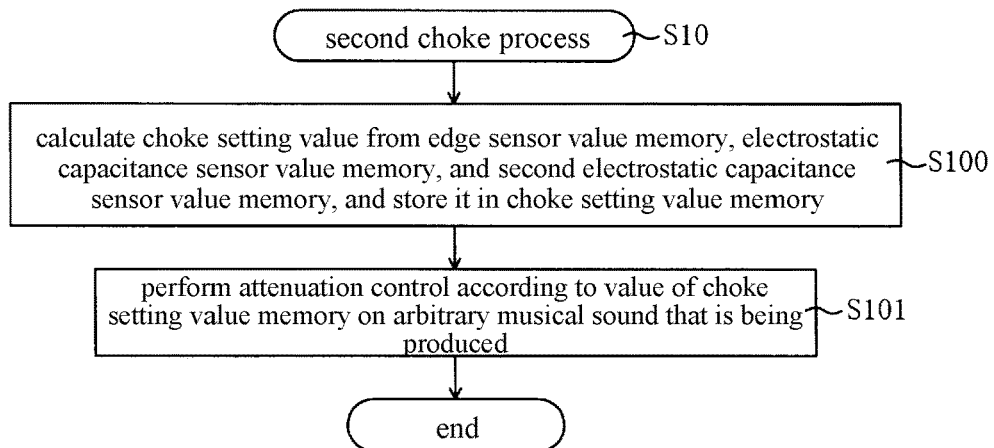 second choke process
S10
calculate choke setting value from edge sensor value memory, electrostatic
capacitance sensor value memory, and second electrostatic capacitance
sensor value memory, and store it in choke setting value memory
S100
perform attenuation control according to value of choke
setting value memory on arbitrary musical sound that is being
produced
S101
end